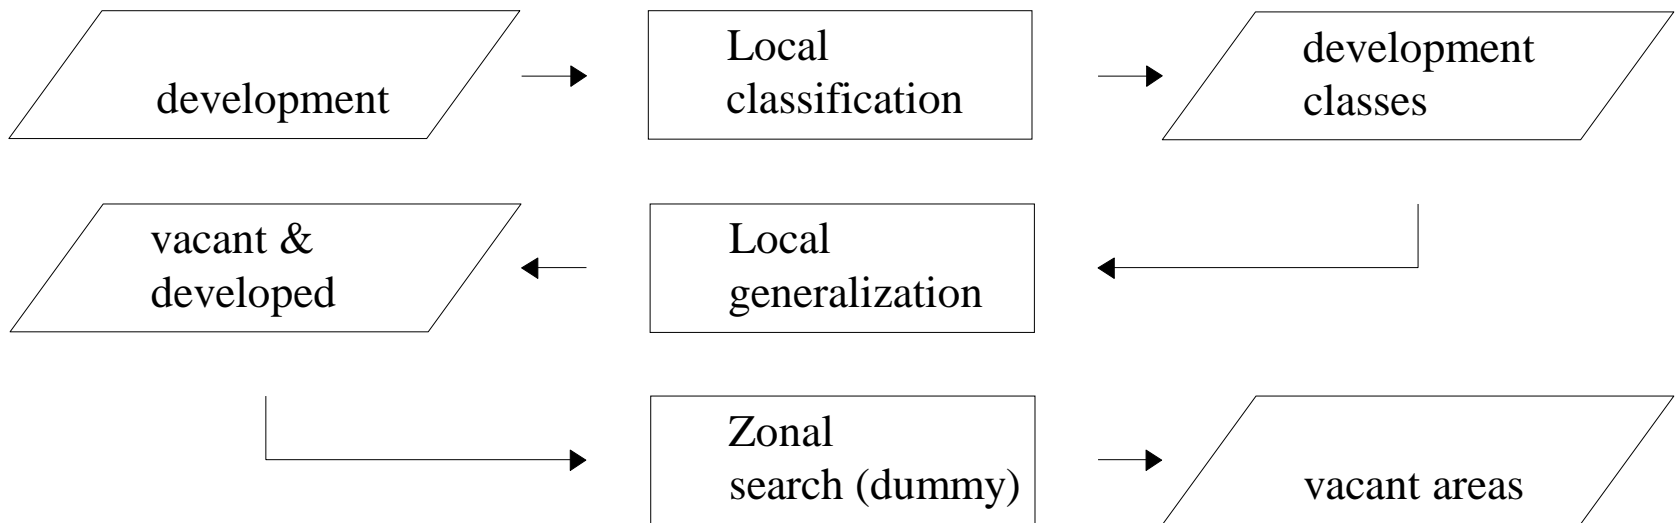 development
Local
classification
development
classes
vacant &
developed
Local
generalization
Zonal
search (dummy)
vacant areas